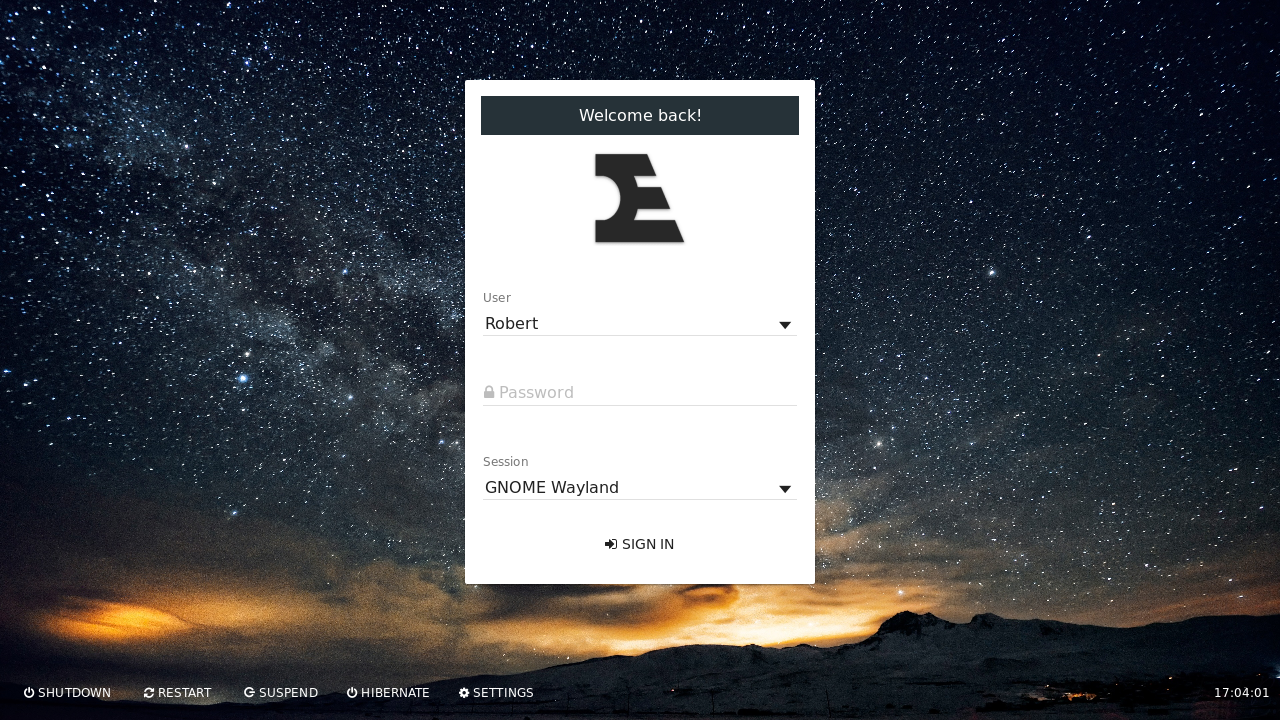 Welcome back!
User
Robert
Password
Session
GNOME Wayland
SIGN IN
SHUTDOWN RESTART SUSPEND HIBERNATE SETTINGS 17:04:01